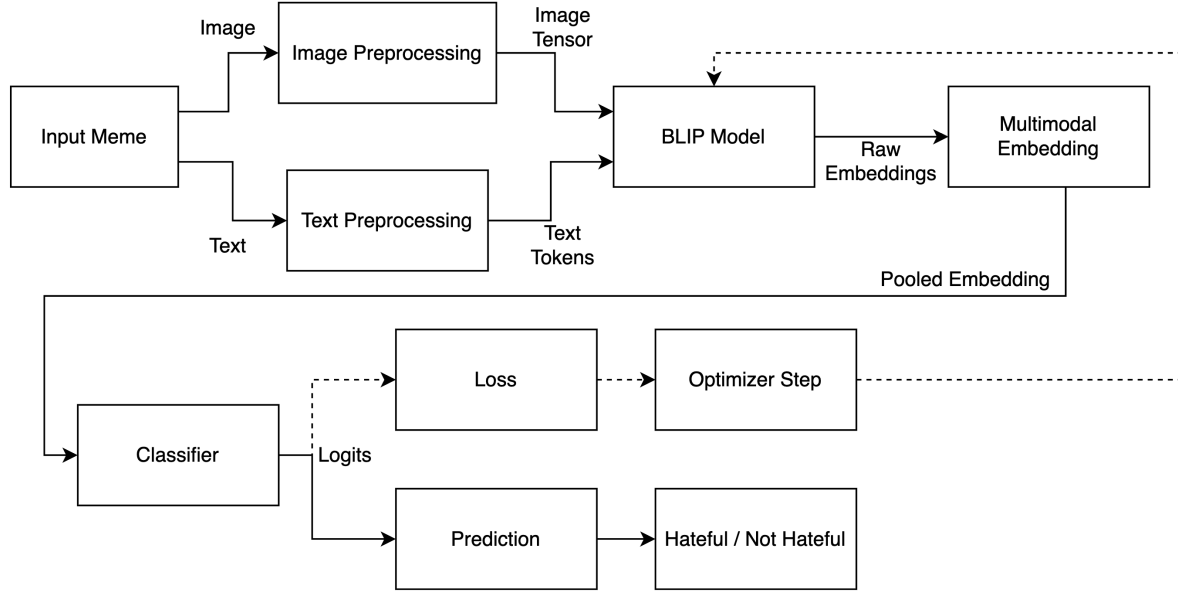 Image
Image Preprocessing
Image
Tensor
Input Meme
BLIP Model
Raw
Embeddings
Multimodal
Embedding
Text
Text Preprocessing
Text
Tokens
Pooled Embedding
Loss
Optimizer Step
Classifier
Logits
Prediction
Hateful / Not Hateful